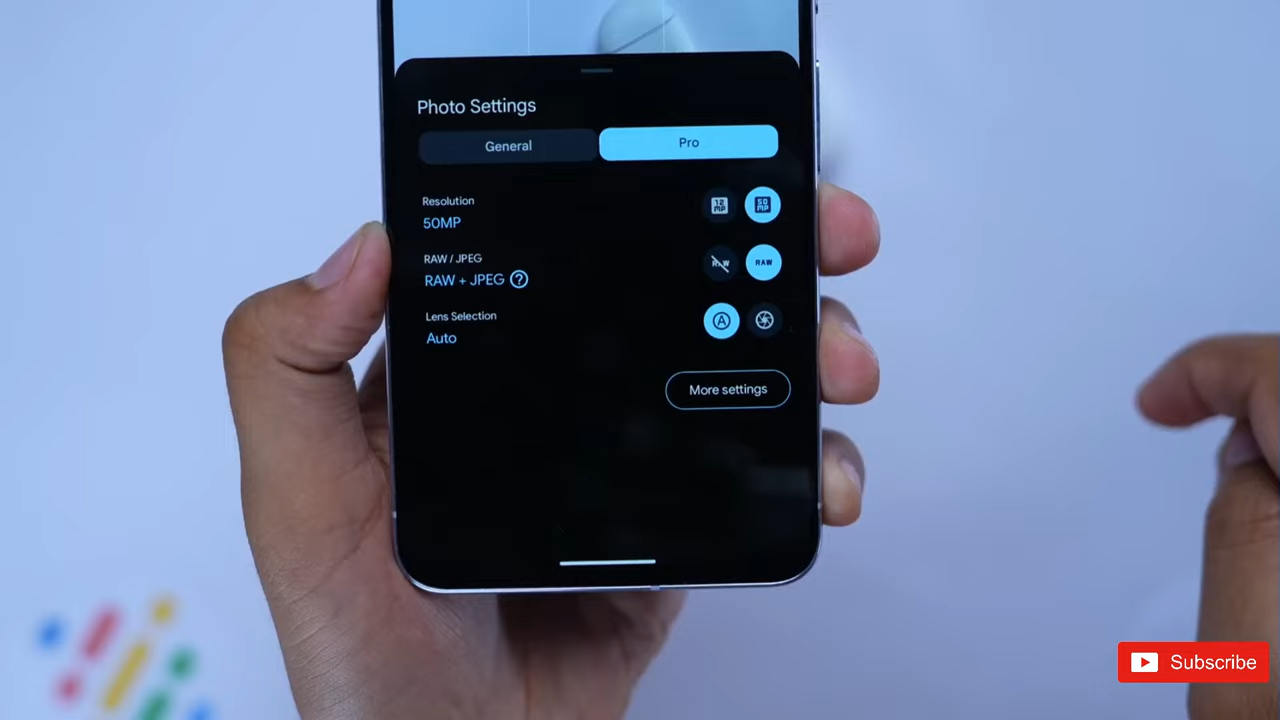 Photo Settings
General
Pro
Resolution
50MP
12 MP
50 MP
RAW / JPEG
RAW + JPEG ?
RAW
RAW
Lens Selection
Auto
A
More settings
Subscribe